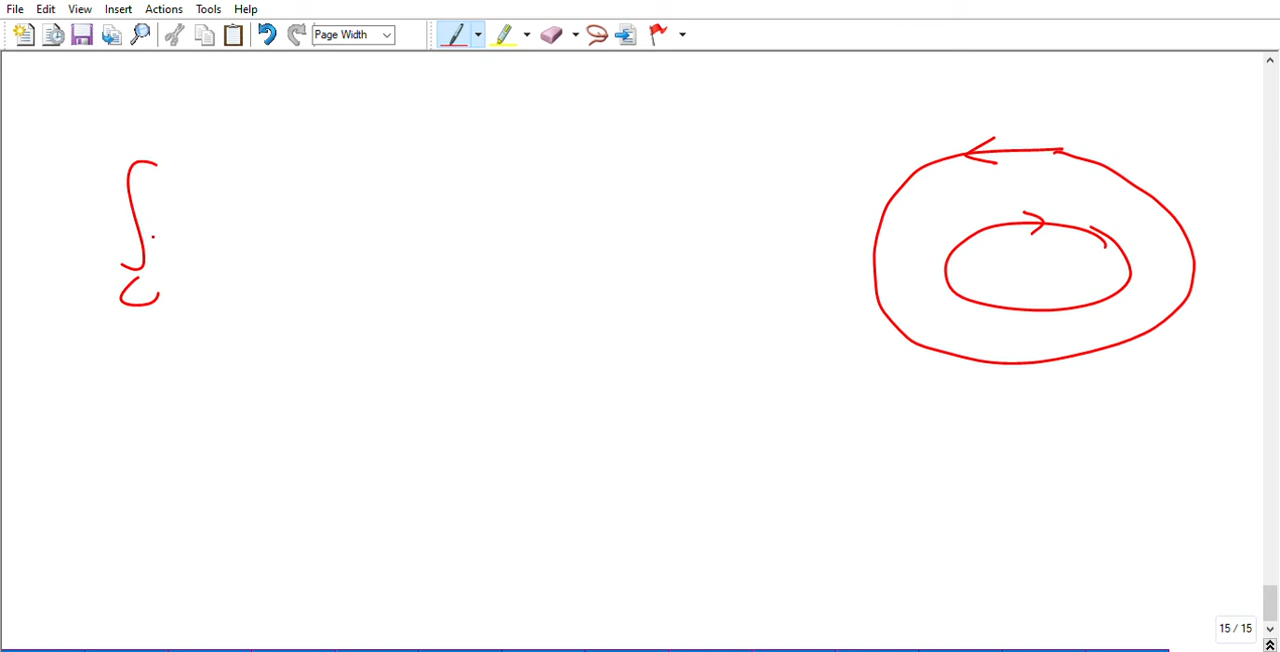 File Edit View Insert Actions Tools Help
Page Width
∫
C
15 / 15